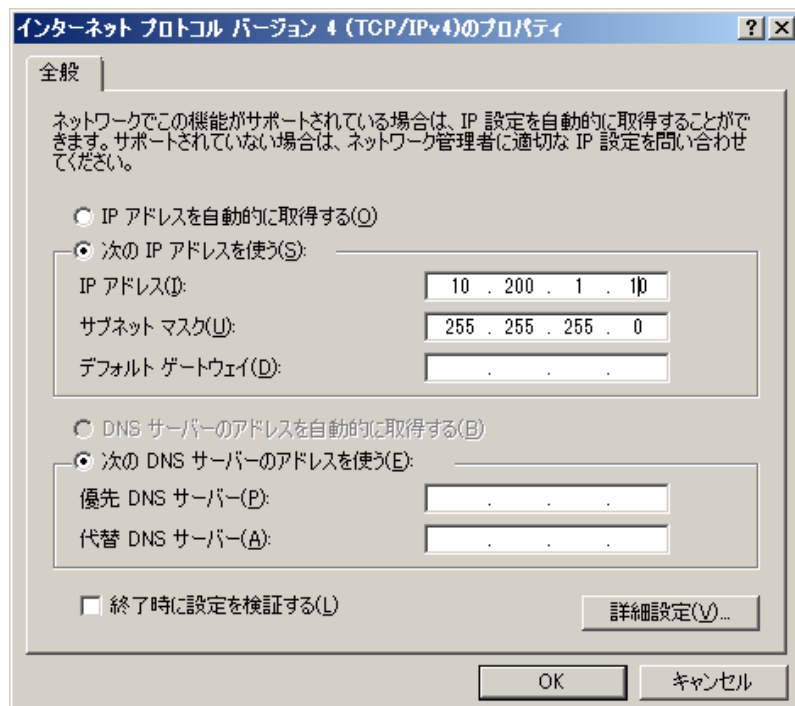 インターネット プロトコル バージョン 4 (TCP/IPv4)のプロパティ
全般
ネットワークでこの機能がサポートされている場合は、IP 設定を自動的に取得することがで
きます。サポートされていない場合は、ネットワーク管理者に適切な IP 設定を問い合わせ
てください。
IP アドレスを自動的に取得する(O)
次の IP アドレスを使う(S):
IP アドレス(I): 10 . 200 . 1 . 10
サブネット マスク(U): 255 . 255 . 255 . 0
デフォルト ゲートウェイ(D): . . .
DNS サーバーのアドレスを自動的に取得する(B)
次の DNS サーバーのアドレスを使う(E):
優先 DNS サーバー(P): . . .
代替 DNS サーバー(A): . . .
終了時に設定を検証する(L)
詳細設定(V)...
OK
キャンセル